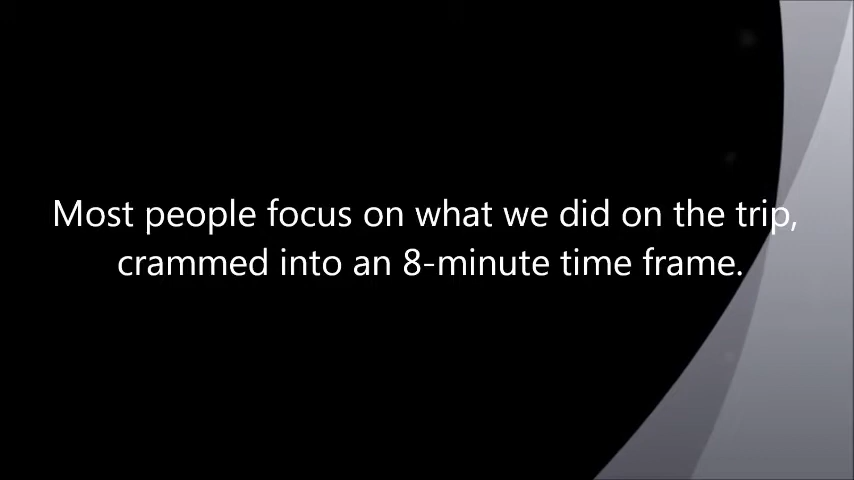 Most people focus on what we did on the trip,
crammed into an 8-minute time frame.